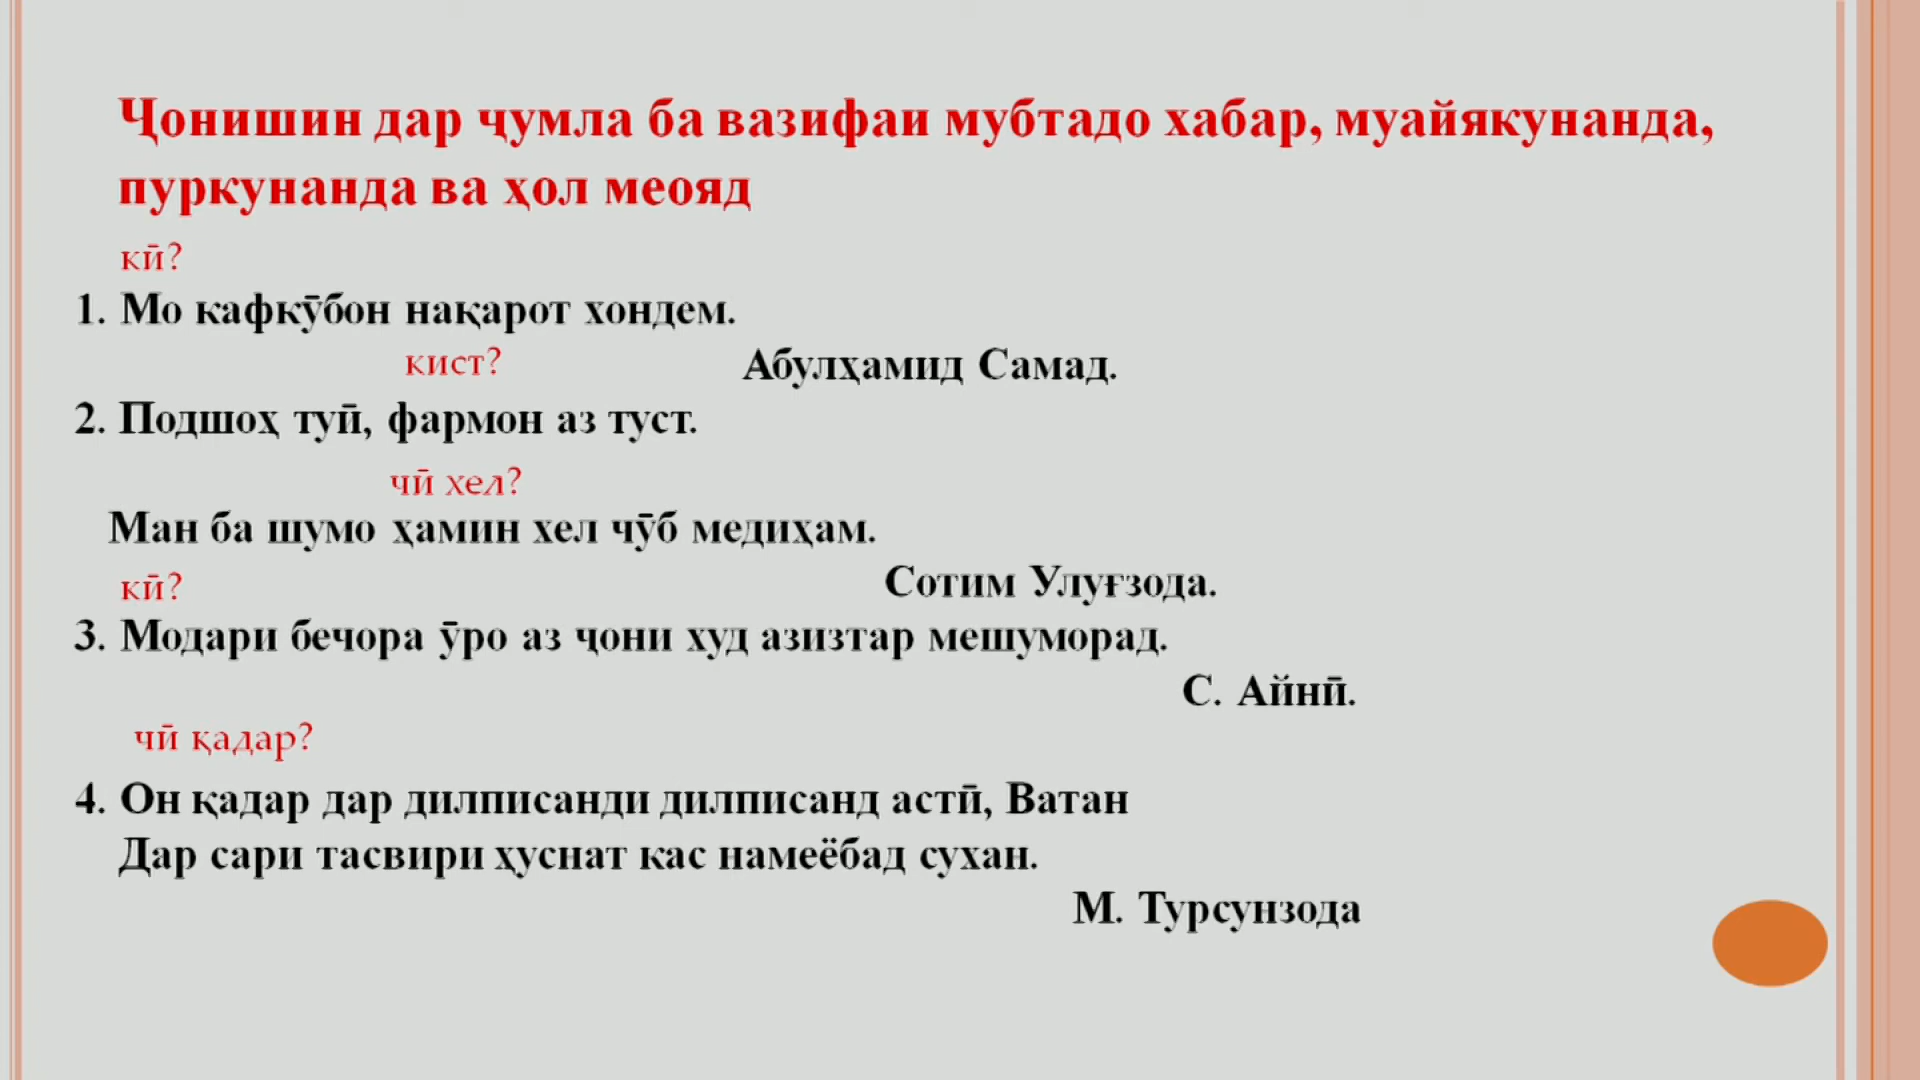 Ҷонишин дар ҷумла ба вазифаи мубтадо хабар, муайякунанда,
пуркунанда ва ҳол меояд
кӣ?
1. Мо кафкӯбон нақарот хондем.
кист?
Абулҳамид Самад.
2. Подшоҳ туӣ, фармон аз туст.
чӣ хел?
Ман ба шумо ҳамин хел чӯб медиҳам.
Сотим Улуғзода.
кӣ?
3. Модари бечора ӯро аз ҷони худ азизтар мешуморад.
С. Айнӣ.
чӣ қадар?
4. Он қадар дар дилписанди дилписанд астӣ, Ватан
Дар сари тасвири ҳуснат кас намеёбад сухан.
М. Турсунзода